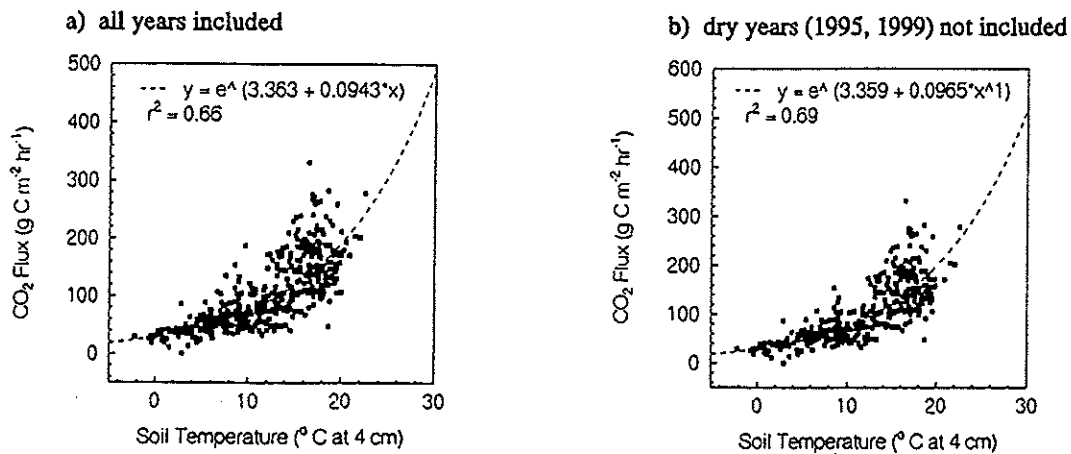 a) all years included
500
400
300
200
100
0
CO₂ Flux (g C m⁻² hr⁻¹)
y = e^ (3.363 + 0.0943*x)
r² = 0.66
0 10 20 30
Soil Temperature (° C at 4 cm)
b) dry years (1995, 1999) not included
600
500
400
300
200
100
0
CO₂ Flux (g C m⁻² hr⁻¹)
y = e^ (3.359 + 0.0965*x^1)
r² = 0.69
0 10 20 30
Soil Temperature (° C at 4 cm)